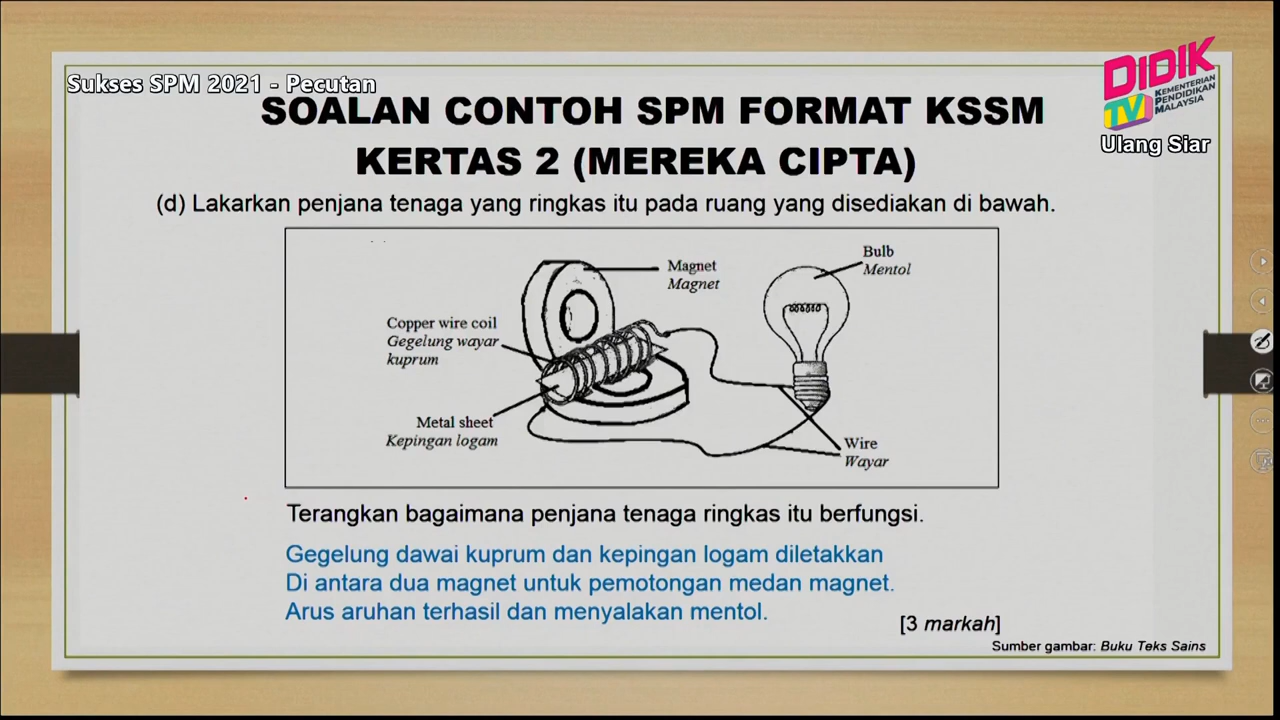 Sukses SPM 2021 - Pecutan
DIDIK
TV
KEMENTERIAN
PENDIDIKAN
MALAYSIA
Ulang Siar
SOALAN CONTOH SPM FORMAT KSSM
KERTAS 2 (MEREKA CIPTA)
(d) Lakarkan penjana tenaga yang ringkas itu pada ruang yang disediakan di bawah.
Magnet
Magnet
Bulb
Mentol
Copper wire coil
Gegelung wayar
kuprum
Metal sheet
Kepingan logam
Wire
Wayar
Terangkan bagaimana penjana tenaga ringkas itu berfungsi.
Gegelung dawai kuprum dan kepingan logam diletakkan
Di antara dua magnet untuk pemotongan medan magnet.
Arus aruhan terhasil dan menyalakan mentol.
[3 markah]
Sumber gambar: Buku Teks Sains